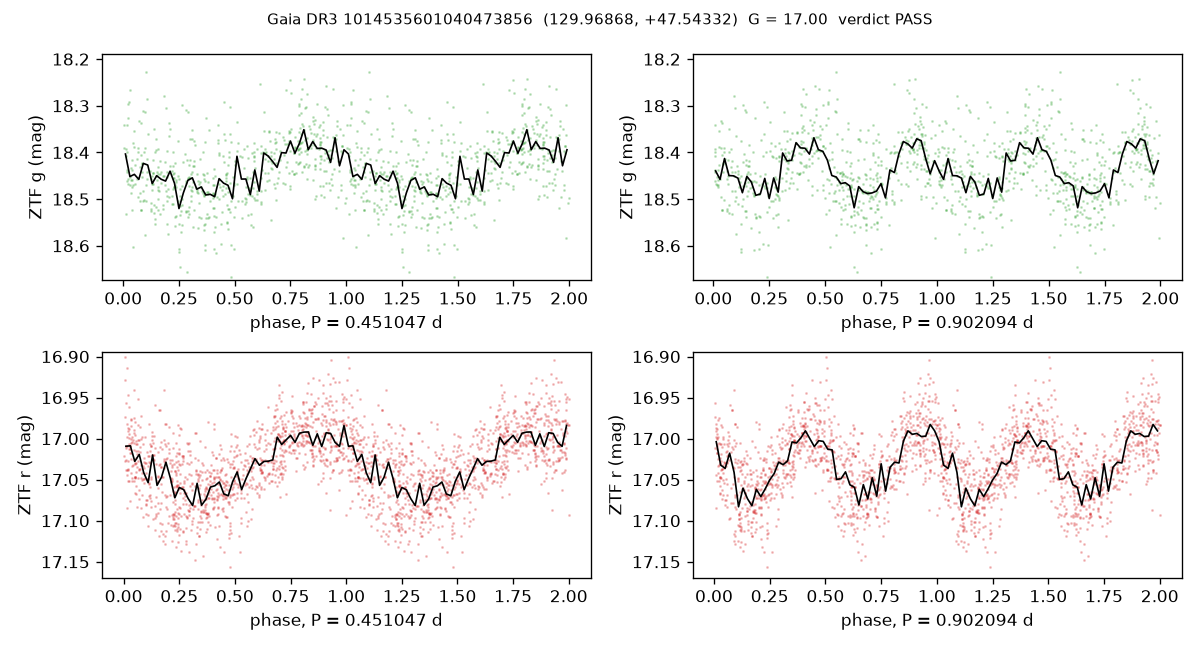 Gaia DR3 1014535601040473856 (129.96868, +47.54332) G = 17.00 verdict PASS
ZTF g (mag)
18.2
18.3
18.4
18.5
18.6
0.00 0.25 0.50 0.75 1.00 1.25 1.50 1.75 2.00
phase, P = 0.451047 d
ZTF g (mag)
18.2
18.3
18.4
18.5
18.6
0.00 0.25 0.50 0.75 1.00 1.25 1.50 1.75 2.00
phase, P = 0.902094 d
ZTF r (mag)
16.90
16.95
17.00
17.05
17.10
17.15
0.00 0.25 0.50 0.75 1.00 1.25 1.50 1.75 2.00
phase, P = 0.451047 d
ZTF r (mag)
16.90
16.95
17.00
17.05
17.10
17.15
0.00 0.25 0.50 0.75 1.00 1.25 1.50 1.75 2.00
phase, P = 0.902094 d